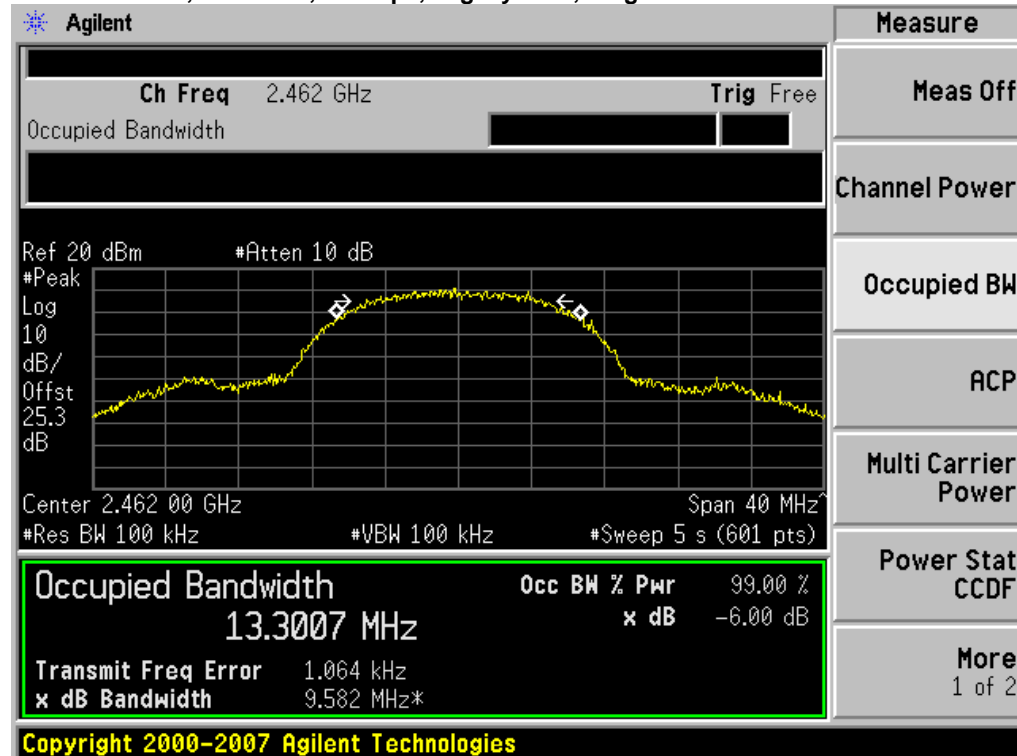 Agilent
Measure
Ch Freq 2.462 GHz Trig Free
Meas Off
Occupied Bandwidth
Channel Power
Ref 20 dBm #Atten 10 dB
#Peak
Log
10
dB/
Offst
25.3
dB
Occupied BW
ACP
Multi Carrier
Power
Center 2.462 00 GHz Span 40 MHz^
#Res BW 100 kHz #VBW 100 kHz #Sweep 5 s (601 pts)
Power Stat
CCDF
Occupied Bandwidth Occ BW % Pwr 99.00 %
13.3007 MHz x dB -6.00 dB
Transmit Freq Error 1.064 kHz
x dB Bandwidth 9.582 MHz*
More
1 of 2
Copyright 2000-2007 Agilent Technologies